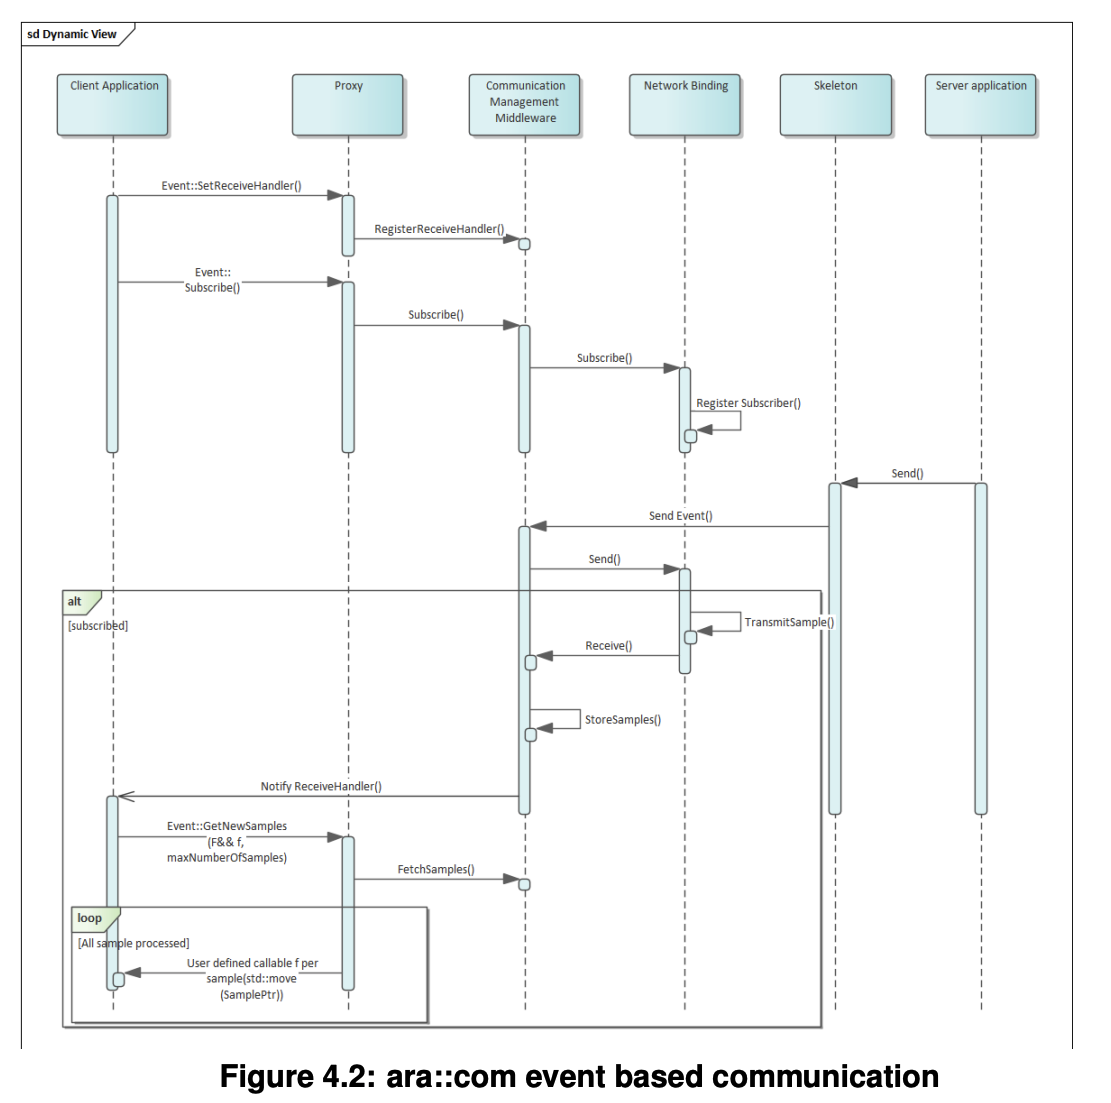 sd Dynamic View
Client Application
Proxy
Communication
Management
Middleware
Network Binding
Skeleton
Server application
Event::SetReceiveHandler()
RegisterReceiveHandler()
Event::
Subscribe()
Subscribe()
Subscribe()
Register Subscriber()
Send()
Send Event()
Send()
alt
[subscribed]
TransmitSample()
Receive()
StoreSamples()
Notify ReceiveHandler()
Event::GetNewSamples
(F&& f,
maxNumberOfSamples)
FetchSamples()
loop
[All sample processed]
User defined callable f per
sample(std::move
(SamplePtr))
Figure 4.2: ara::com event based communication